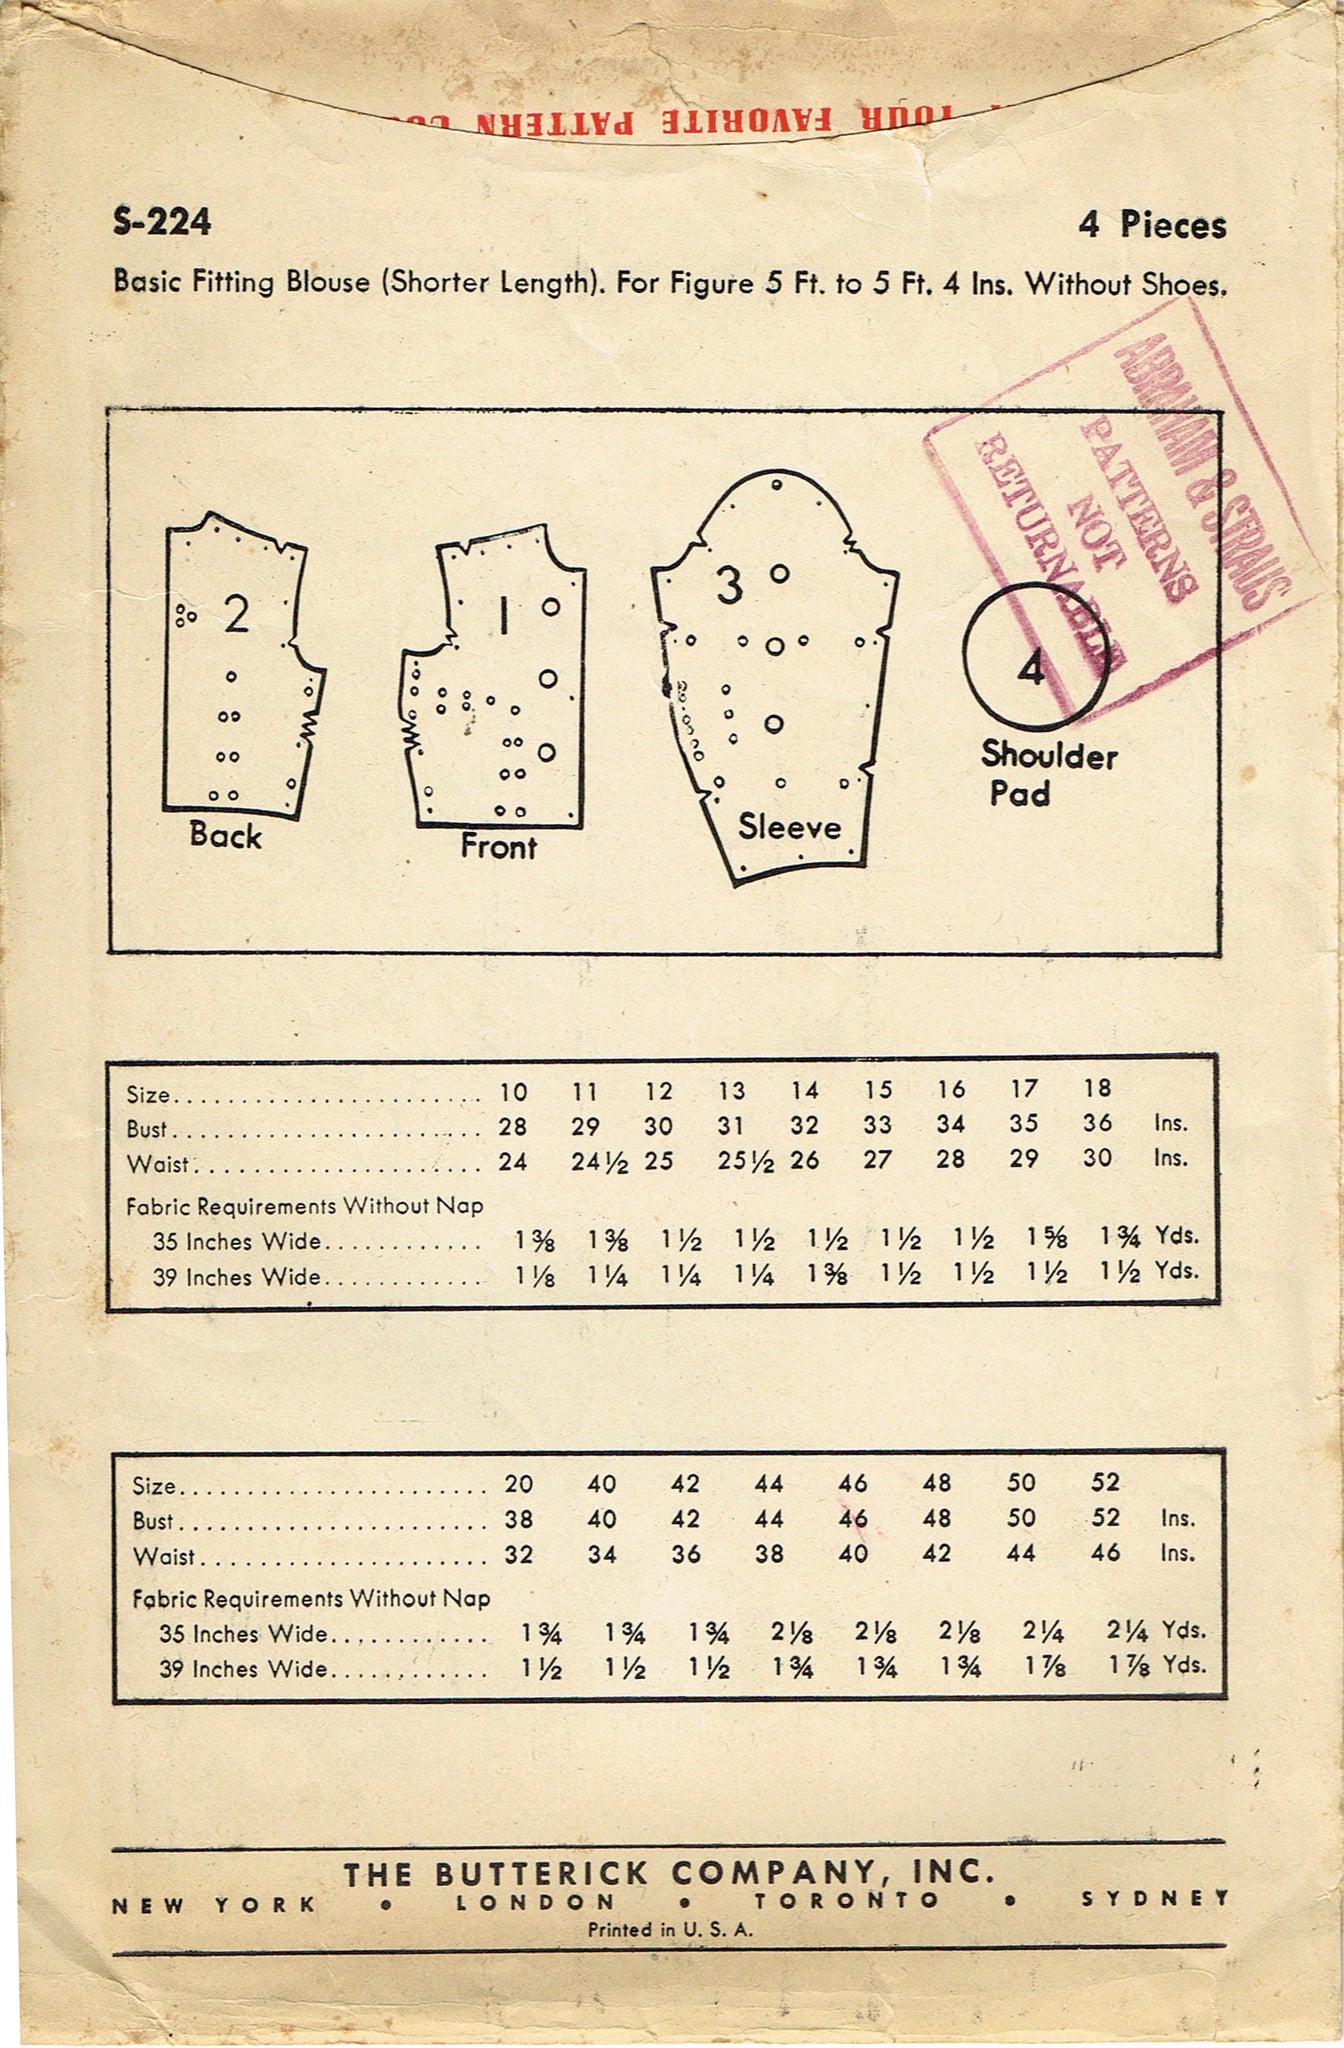 YOUR FAVORITE PATTERN
S-224 4 Pieces
Basic Fitting Blouse (Shorter Length). For Figure 5 Ft. to 5 Ft. 4 Ins. Without Shoes.
ABRAHAM & STRAUS
PATTERNS
NOT
RETURNABLE
2
Back
1
Front
3
Sleeve
4
Shoulder
Pad
Size........................ 10 11 12 13 14 15 16 17 18
Bust........................ 28 29 30 31 32 33 34 35 36 Ins.
Waist...................... 24 24½ 25 25½ 26 27 28 29 30 Ins.
Fabric Requirements Without Nap
35 Inches Wide............. 1⅜ 1⅜ 1½ 1½ 1½ 1½ 1½ 1⅝ 1¾ Yds.
39 Inches Wide............. 1⅛ 1¼ 1¼ 1¼ 1⅜ 1½ 1½ 1½ 1½ Yds.
Size........................ 20 40 42 44 46 48 50 52
Bust........................ 38 40 42 44 46 48 50 52 Ins.
Waist...................... 32 34 36 38 40 42 44 46 Ins.
Fabric Requirements Without Nap
35 Inches Wide............. 1¾ 1¾ 1¾ 2⅛ 2⅛ 2⅛ 2¼ 2¼ Yds.
39 Inches Wide............. 1½ 1½ 1½ 1¾ 1¾ 1¾ 1⅞ 1⅞ Yds.
THE BUTTERICK COMPANY, INC.
NEW YORK • LONDON • TORONTO • SYDNEY
Printed in U. S. A.